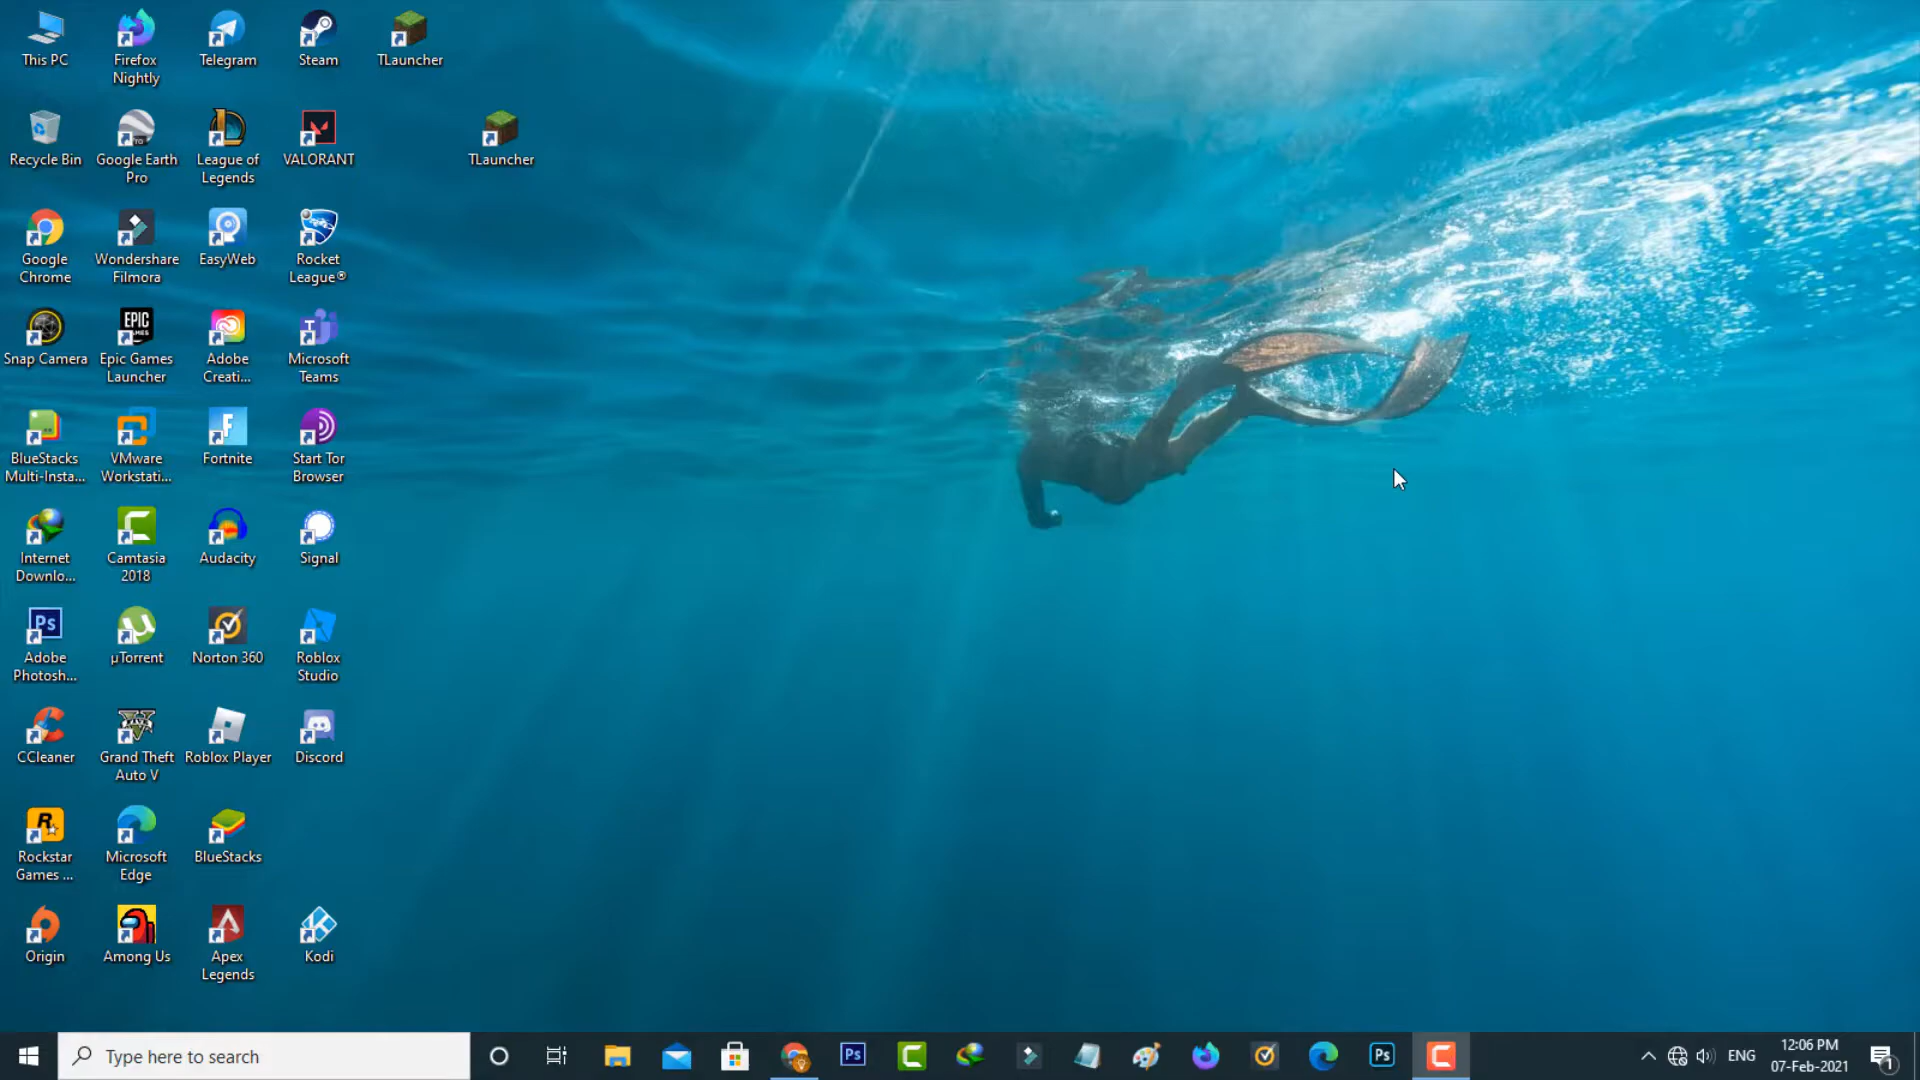 This PC
Firefox
Nightly
Telegram
Steam
TLauncher
Recycle Bin
Google Earth
Pro
League of
Legends
VALORANT
TLauncher
Google
Chrome
Wondershare
Filmora
EasyWeb
Rocket
League®
Snap Camera
EPIC
GAMES
Epic Games
Launcher
Adobe
Creati...
T
Microsoft
Teams
BlueStacks
Multi-Insta...
VMware
Workstati...
F
Fortnite
Start Tor
Browser
Internet
Downlo...
Camtasia
2018
Audacity
Signal
Ps
Adobe
Photosh...
µTorrent
Norton 360
Roblox
Studio
CCleaner
Grand Theft
Auto V
Roblox Player
Discord
R
Rockstar
Games ...
Microsoft
Edge
BlueStacks
Origin
Among Us
Apex
Legends
Kodi
Type here to search
Ps
Ps
ENG
12:06 PM
07-Feb-2021
1